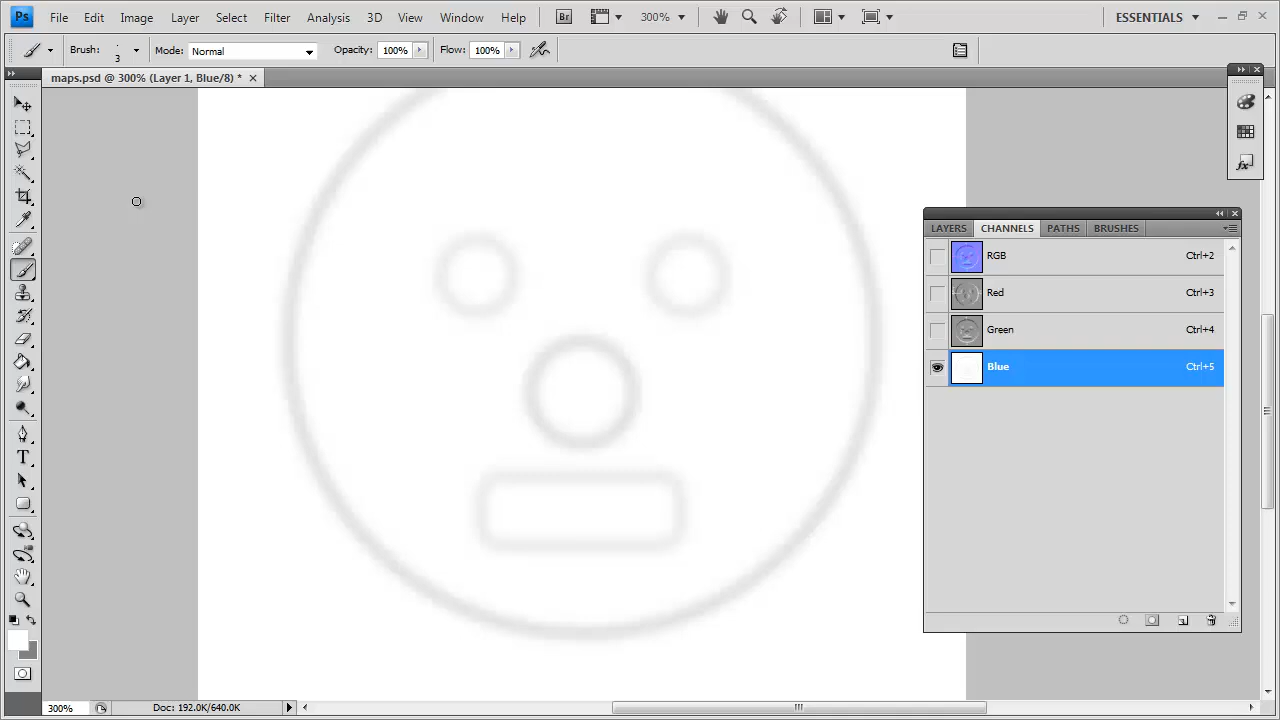 Ps File Edit Image Layer Select Filter Analysis 3D View Window Help Br 300% ESSENTIALS
Brush: 3 Mode: Normal Opacity: 100% Flow: 100%
maps.psd @ 300% (Layer 1, Blue/8) *
LAYERS CHANNELS PATHS BRUSHES
RGB Ctrl+2
Red Ctrl+3
Green Ctrl+4
Blue Ctrl+5
T
fx
300% Doc: 192.0K/640.0K